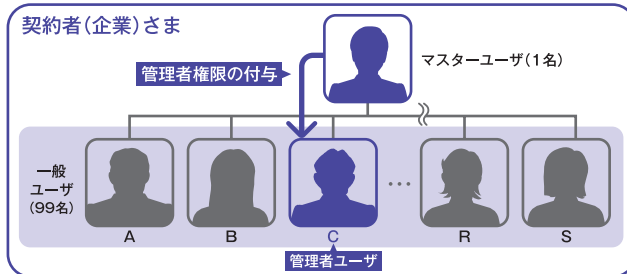 契約者(企業)さま
マスターユーザ(1名)
管理者権限の付与
一般
ユーザ
(99名)
A
B
C
…
R
S
管理者ユーザ